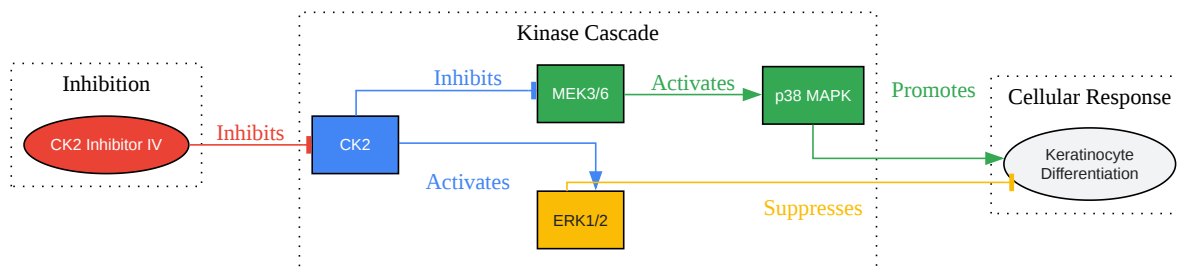 Kinase Cascade
Inhibition
Inhibits
MEK3/6
Activates
p38 MAPK
Promotes
Cellular Response
CK2 Inhibitor IV
Inhibits
CK2
Keratinocyte
Differentiation
Activates
ERK1/2
Suppresses